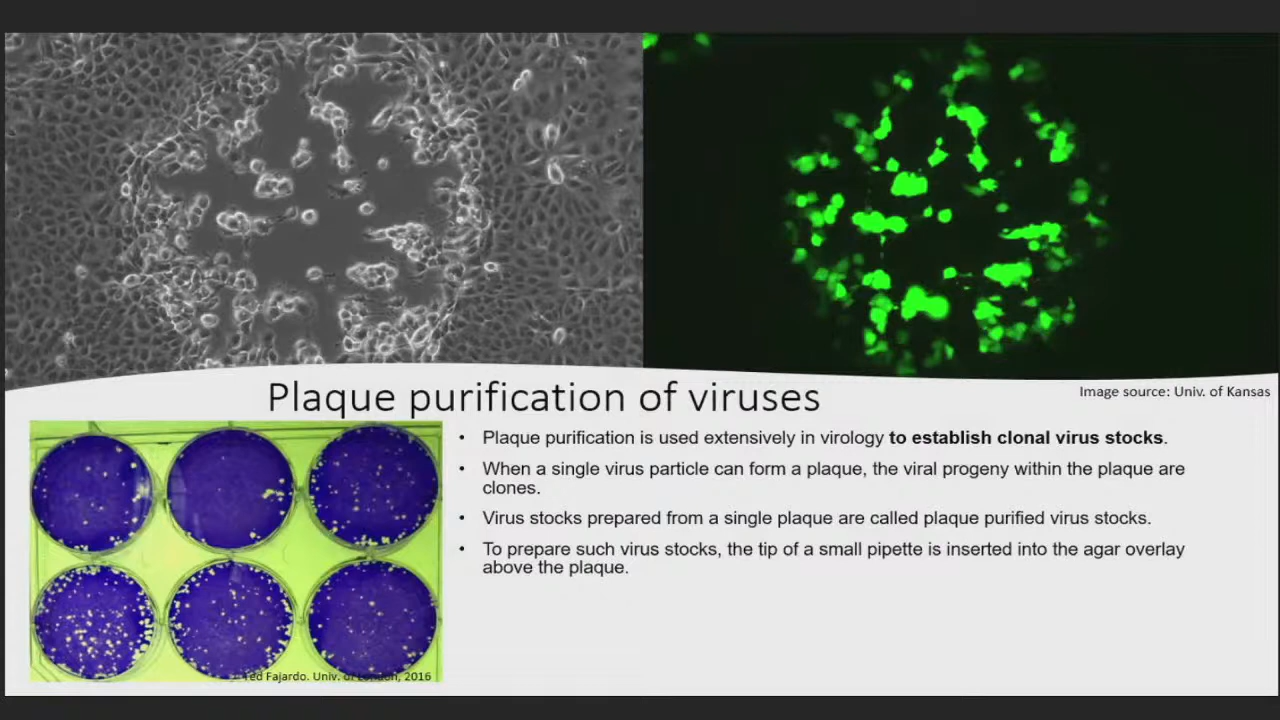 Plaque purification of viruses
Image source: Univ. of Kansas
• Plaque purification is used extensively in virology to establish clonal virus stocks.
• When a single virus particle can form a plaque, the viral progeny within the plaque are
clones.
• Virus stocks prepared from a single plaque are called plaque purified virus stocks.
• To prepare such virus stocks, the tip of a small pipette is inserted into the agar overlay
above the plaque.
Fajardo. Univ. of London, 2016